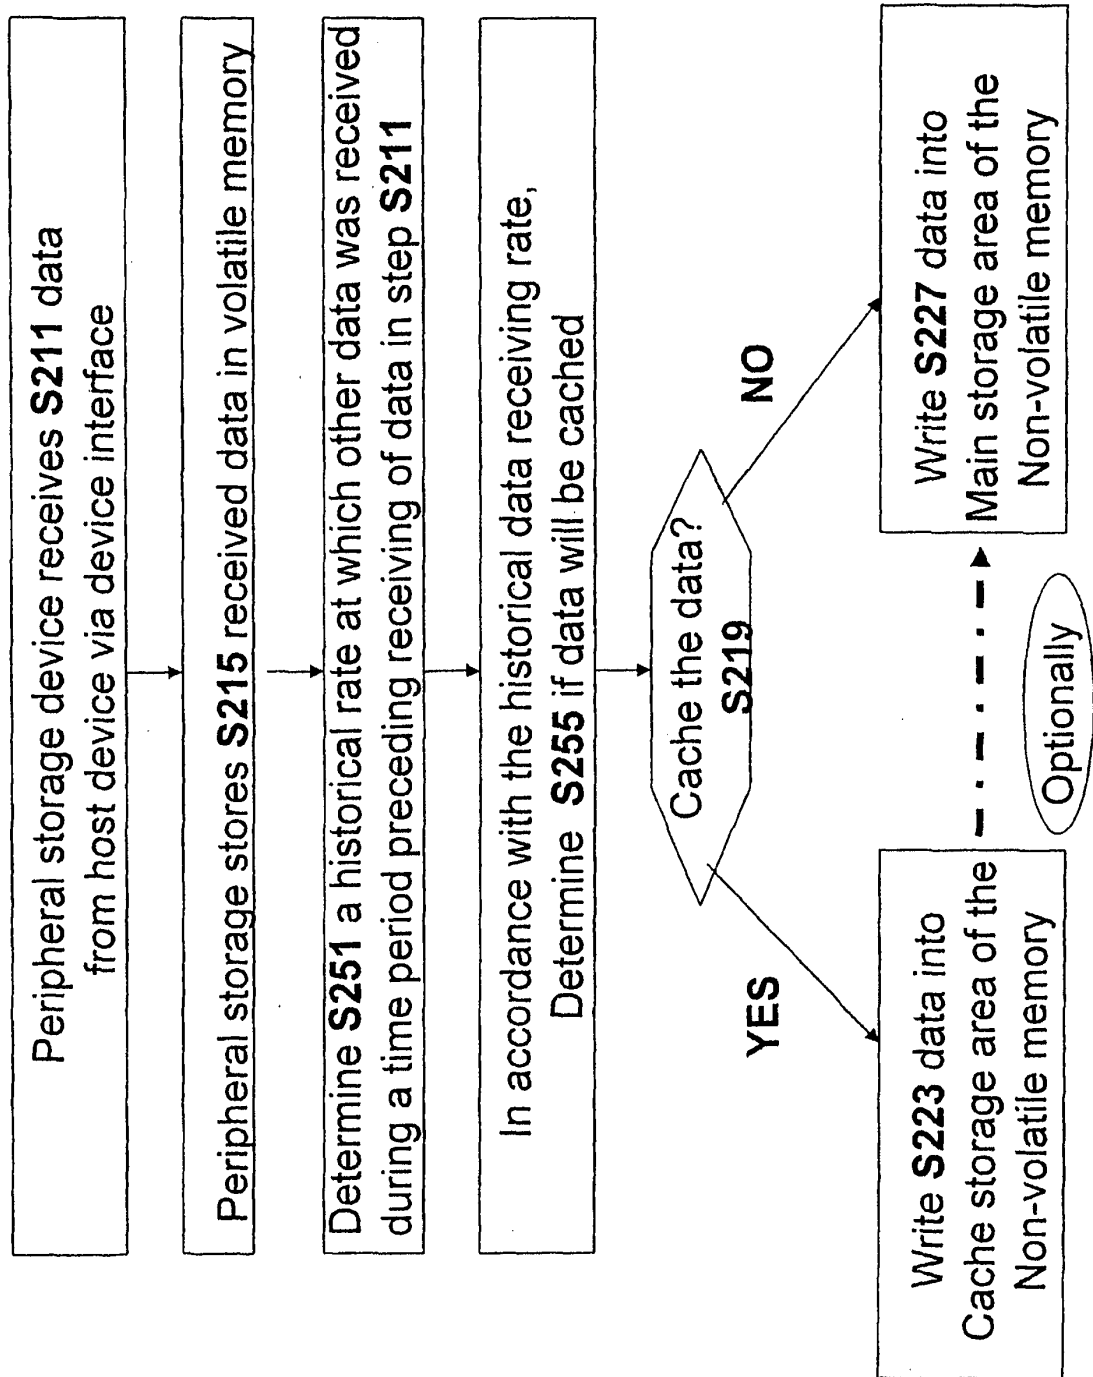 Peripheral storage device receives S211 data
from host device via device interface
Peripheral storage stores S215 received data in volatile memory
Determine S251 a historical rate at which other data was received
during a time period preceding receiving of data in step S211
In accordance with the historical data receiving rate,
Determine S255 if data will be cached
Cache the data?
S219
YES
NO
Write S223 data into
Cache storage area of the
Non-volatile memory
Optionally
Write S227 data into
Main storage area of the
Non-volatile memory